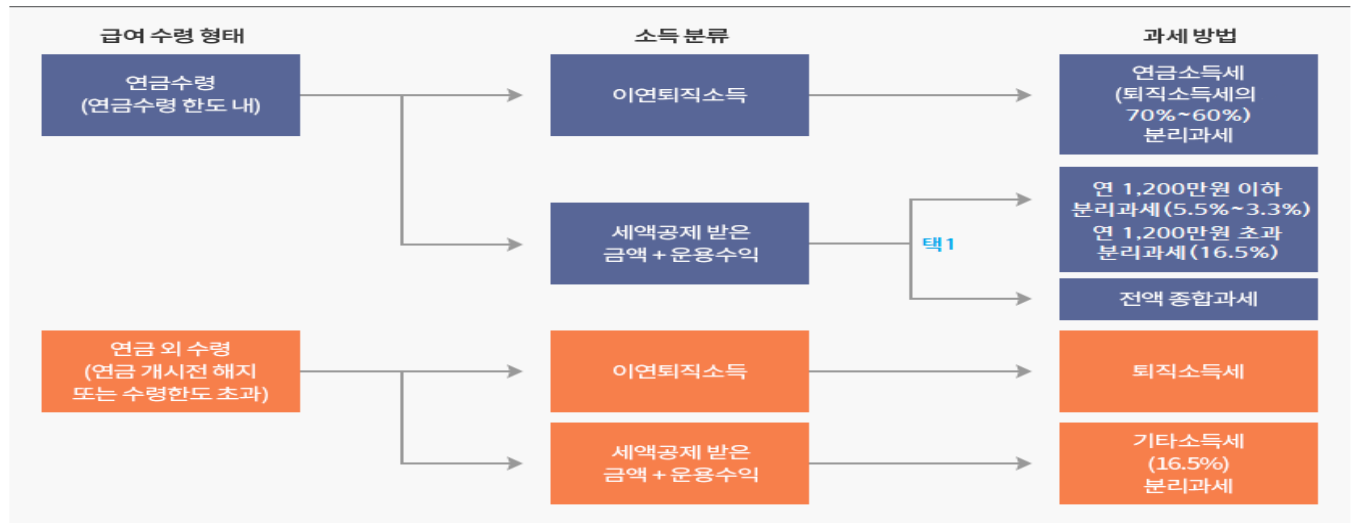 급여 수령 형태
소득 분류
과세 방법
연금수령
(연금수령 한도 내)
이연퇴직소득
연금소득세
(퇴직소득세의
70%~60%)
분리과세
세액공제 받은
금액 + 운용수익
택1
연 1,200만원 이하
분리과세(5.5%~3.3%)
연 1,200만원 초과
분리과세(16.5%)
전액 종합과세
연금 외 수령
(연금 개시전 해지
또는 수령한도 초과)
이연퇴직소득
퇴직소득세
세액공제 받은
금액 + 운용수익
기타소득세
(16.5%)
분리과세